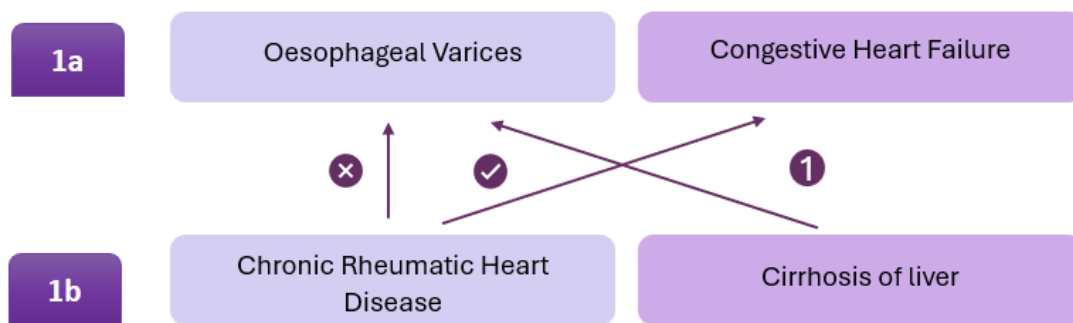 1a
Oesophageal Varices
Congestive Heart Failure
1
Chronic Rheumatic Heart
Disease
Cirrhosis of liver
1b